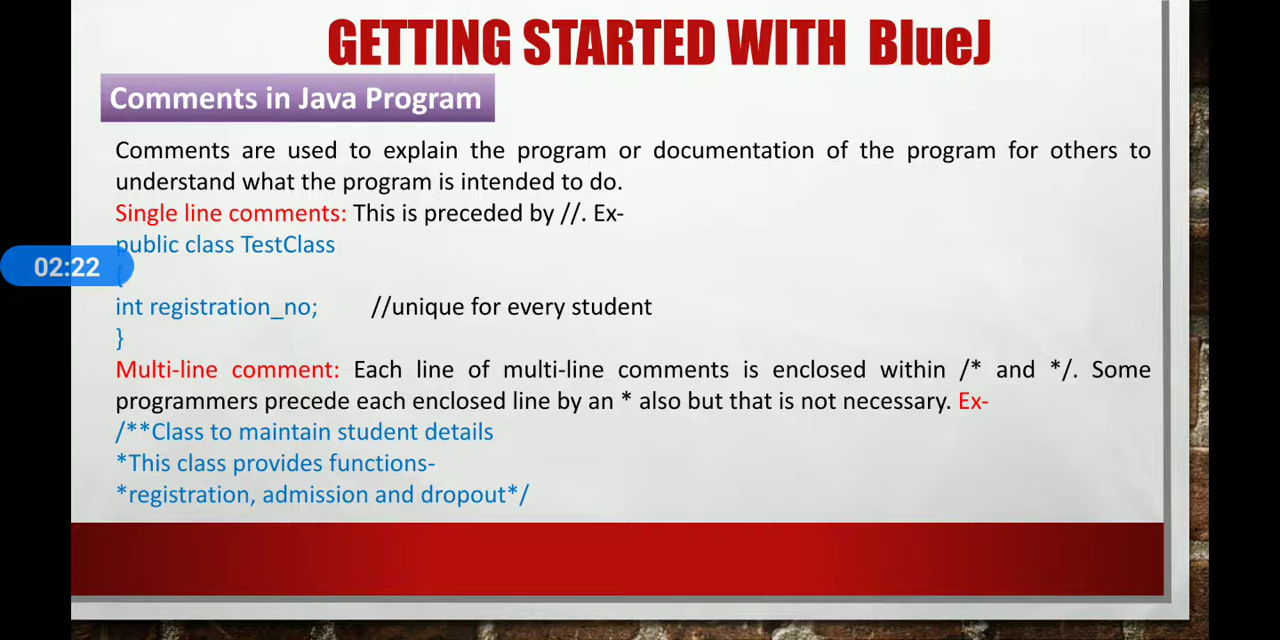 GETTING STARTED WITH BlueJ
Comments in Java Program
Comments are used to explain the program or documentation of the program for others to
understand what the program is intended to do.
Single line comments: This is preceded by //. Ex-
public class TestClass
02:22
{
int registration_no; //unique for every student
}
Multi-line comment: Each line of multi-line comments is enclosed within /* and */. Some
programmers precede each enclosed line by an * also but that is not necessary. Ex-
/**Class to maintain student details
*This class provides functions-
*registration, admission and dropout*/